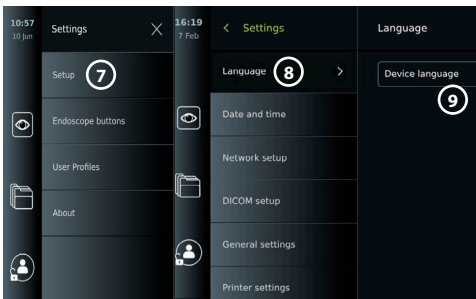 10:57
10 Jun
Settings
Setup
7
Endoscope buttons
User Profiles
About
16:19
7 Feb
Settings
Language
8
Date and time
Network setup
DICOM setup
General settings
Printer settings
Language
Device language
9